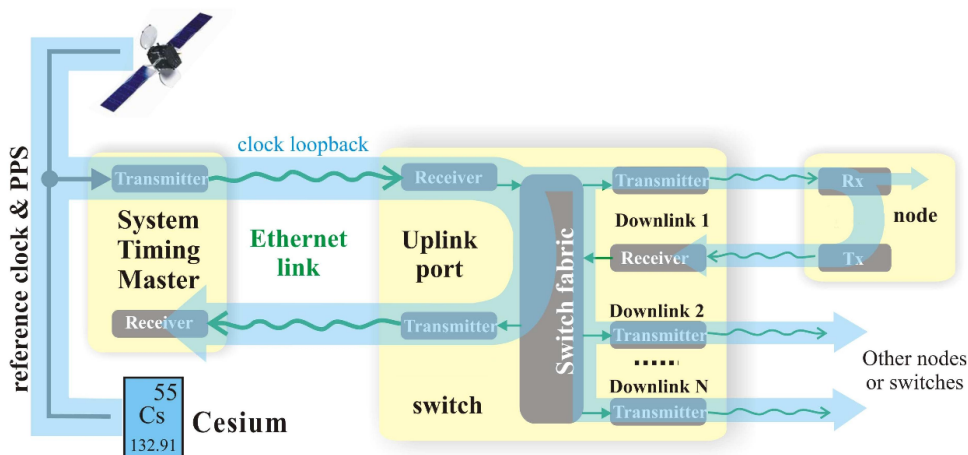 reference clock & PPS
clock loopback
Transmitter
Receiver
Transmitter
Rx
System
Timing
Master
Ethernet
link
Uplink
port
Switch fabric
Downlink 1
node
Receiver
Tx
Receiver
Transmitter
Downlink 2
Transmitter
.....
Downlink N
Transmitter
Other nodes
or switches
switch
55
Cs
132.91
Cesium